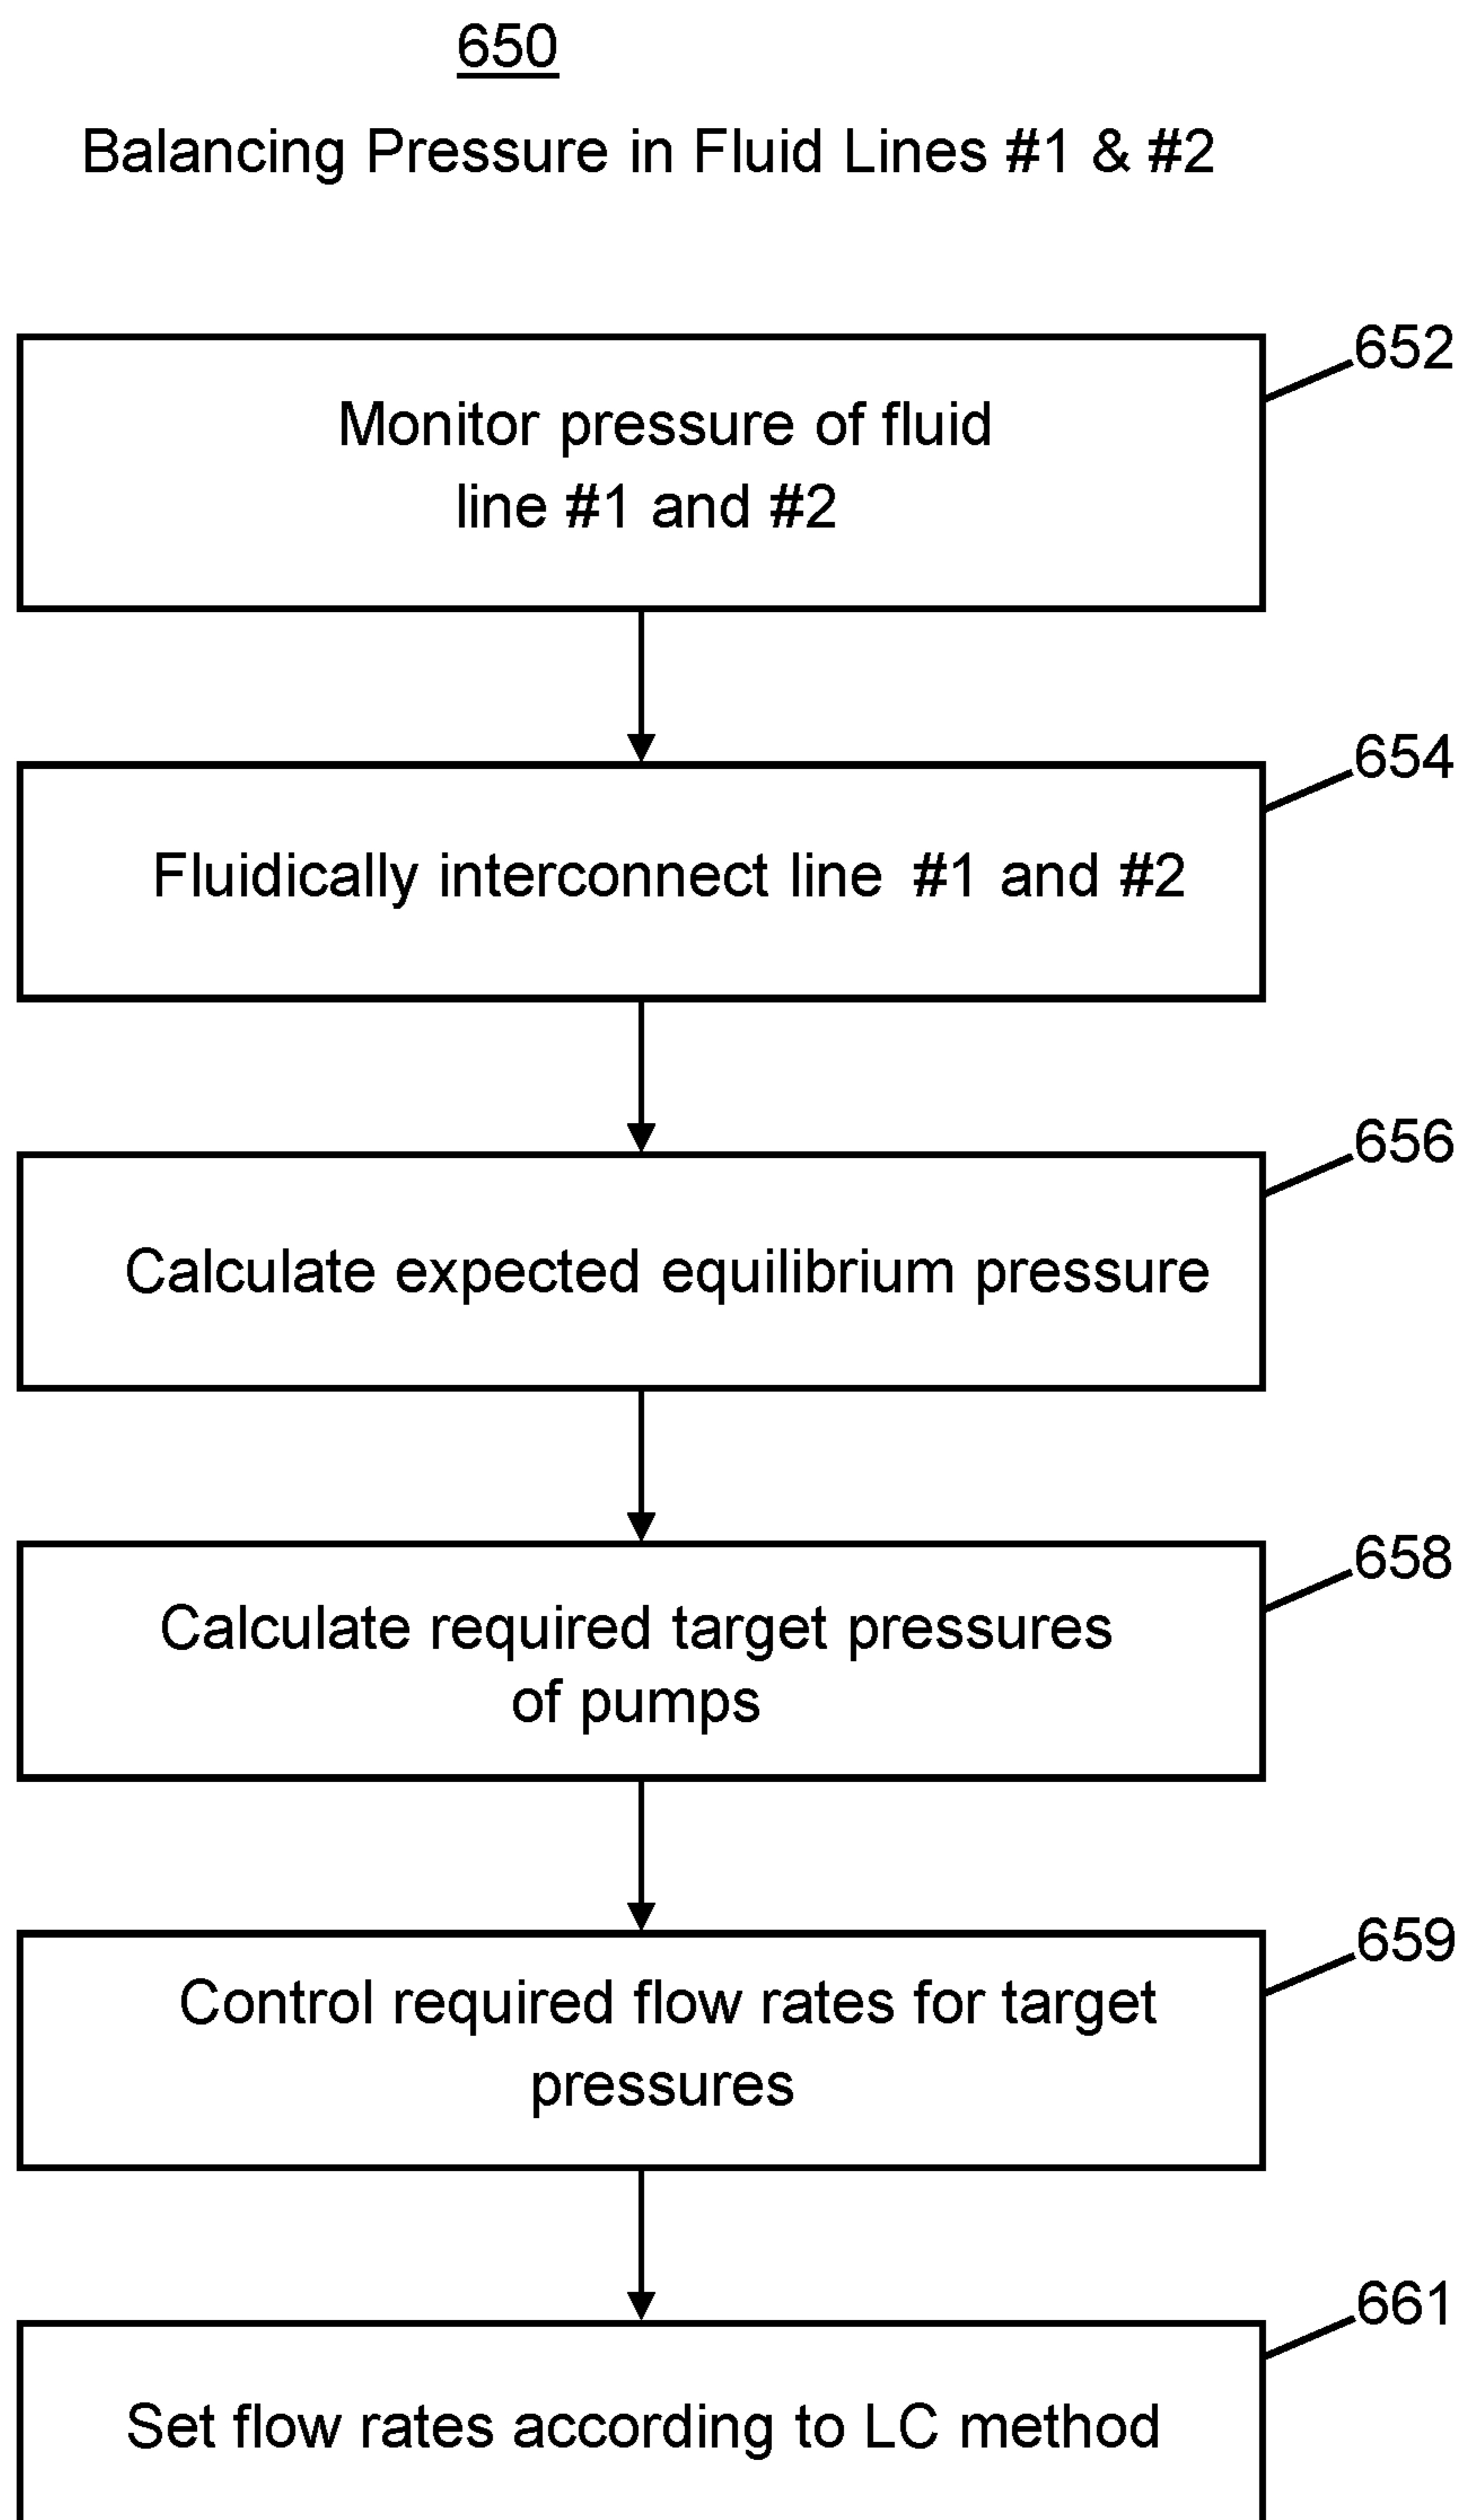 650
Balancing Pressure in Fluid Lines #1 & #2
652
Monitor pressure of fluid
line #1 and #2
654
Fluidically interconnect line #1 and #2
656
Calculate expected equilibrium pressure
658
Calculate required target pressures
of pumps
659
Control required flow rates for target
pressures
661
Set flow rates according to LC method